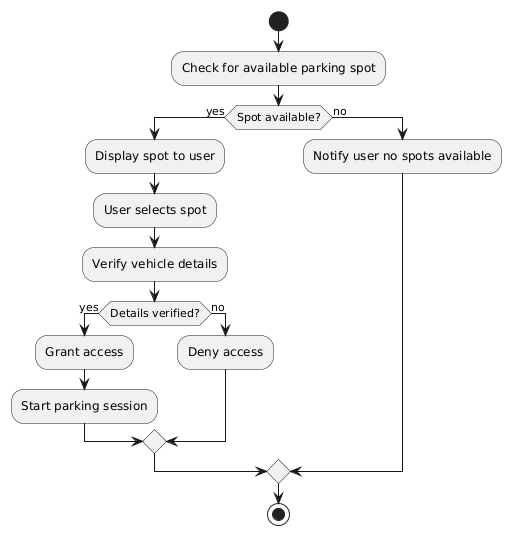 Check for available parking spot
yes
Spot available?
no
Display spot to user
Notify user no spots available
User selects spot
Verify vehicle details
yes
Details verified?
no
Grant access
Deny access
Start parking session